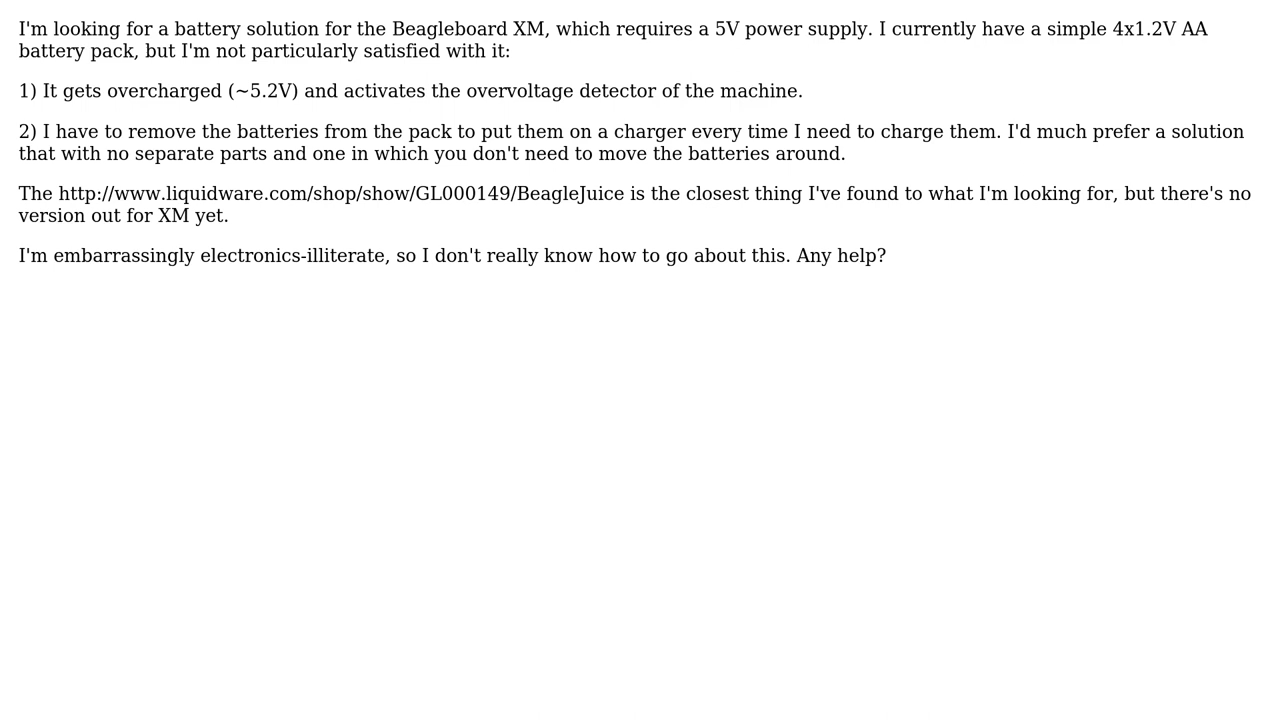 I'm looking for a battery solution for the Beagleboard XM, which requires a 5V power supply. I currently have a simple 4x1.2V AA
battery pack, but I'm not particularly satisfied with it:
1) It gets overcharged (~5.2V) and activates the overvoltage detector of the machine.
2) I have to remove the batteries from the pack to put them on a charger every time I need to charge them. I'd much prefer a solution
that with no separate parts and one in which you don't need to move the batteries around.
The http://www.liquidware.com/shop/show/GL000149/BeagleJuice is the closest thing I've found to what I'm looking for, but there's no
version out for XM yet.
I'm embarrassingly electronics-illiterate, so I don't really know how to go about this. Any help?